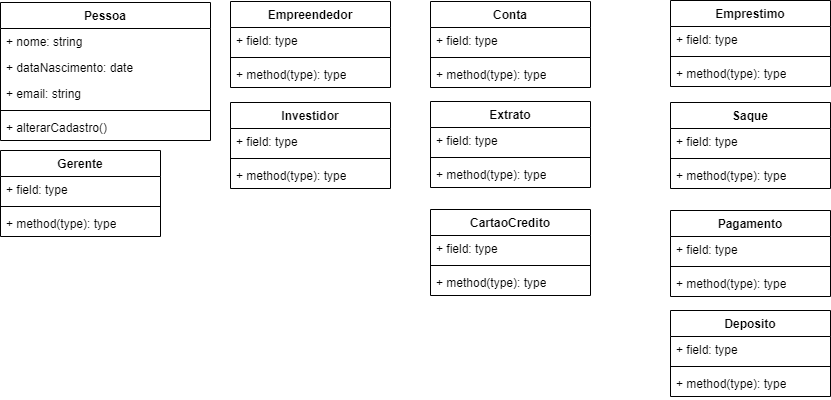 Pessoa
+ nome: string
+ dataNascimento: date
+ email: string
+ alterarCadastro()
Gerente
+ field: type
+ method(type): type
Empreendedor
+ field: type
+ method(type): type
Investidor
+ field: type
+ method(type): type
Conta
+ field: type
+ method(type): type
Extrato
+ field: type
+ method(type): type
CartaoCredito
+ field: type
+ method(type): type
Emprestimo
+ field: type
+ method(type): type
Saque
+ field: type
+ method(type): type
Pagamento
+ field: type
+ method(type): type
Deposito
+ field: type
+ method(type): type